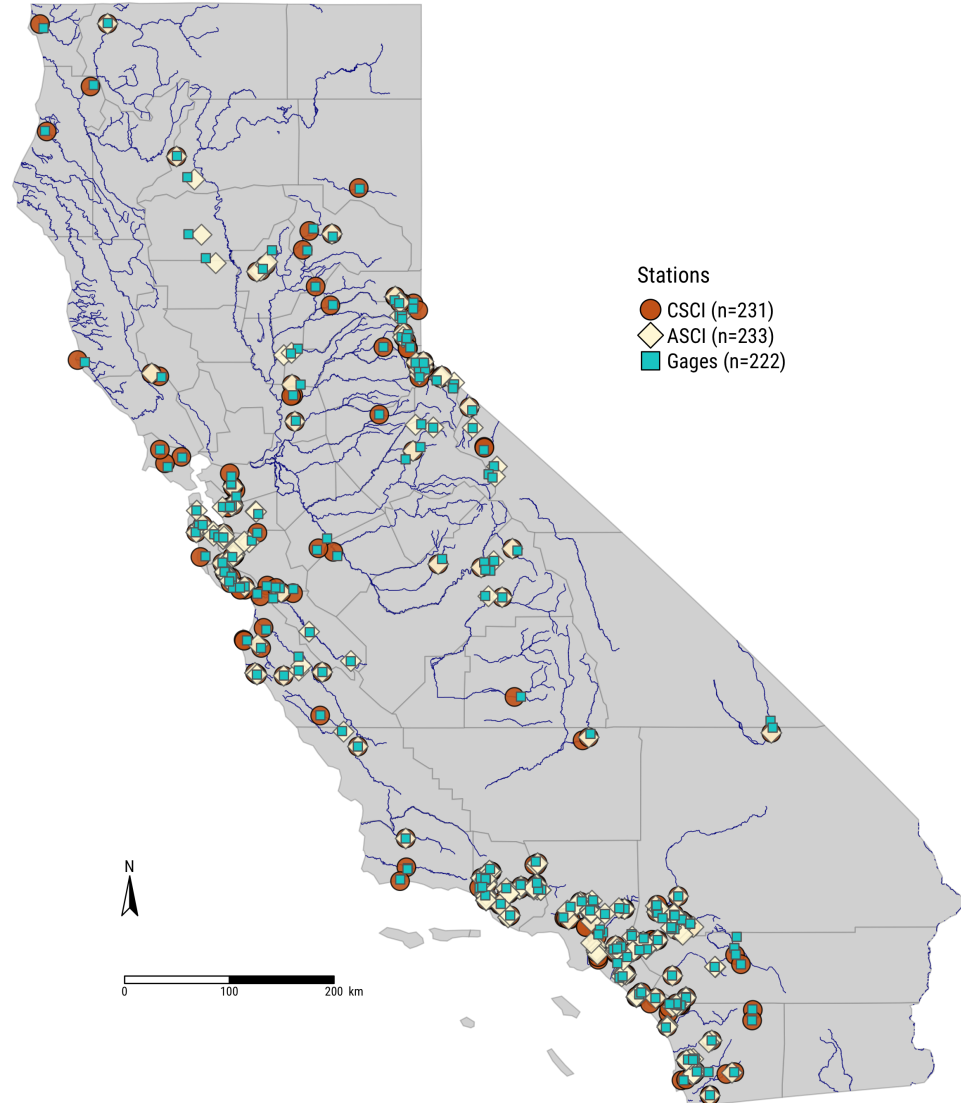 Stations
CSCI (n=231)
ASCI (n=233)
Gages (n=222)
N
0 100 200 km